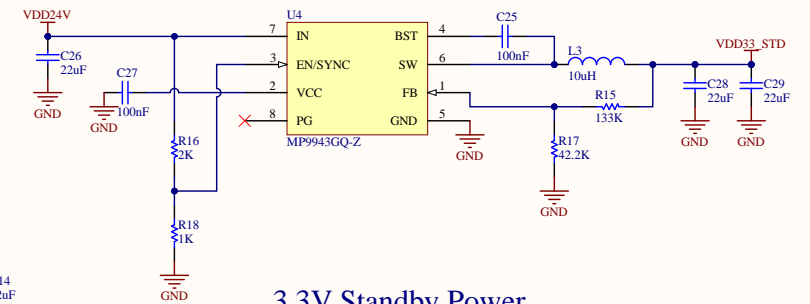 VDD24V
U4
C25
7 IN BST 4
C26
22uF
100nF
L3
10uH
VDD33_STD
3 EN/SYNC SW 6
C27
100nF
2 VCC FB 1
R15
133K
C28
22uF
C29
22uF
GND
GND
8 PG GND 5
MP9943GQ-Z
GND
GND
GND
R16
2K
R17
42.2K
GND
R18
1K
GND
14
2uF
3.3V Standby Power